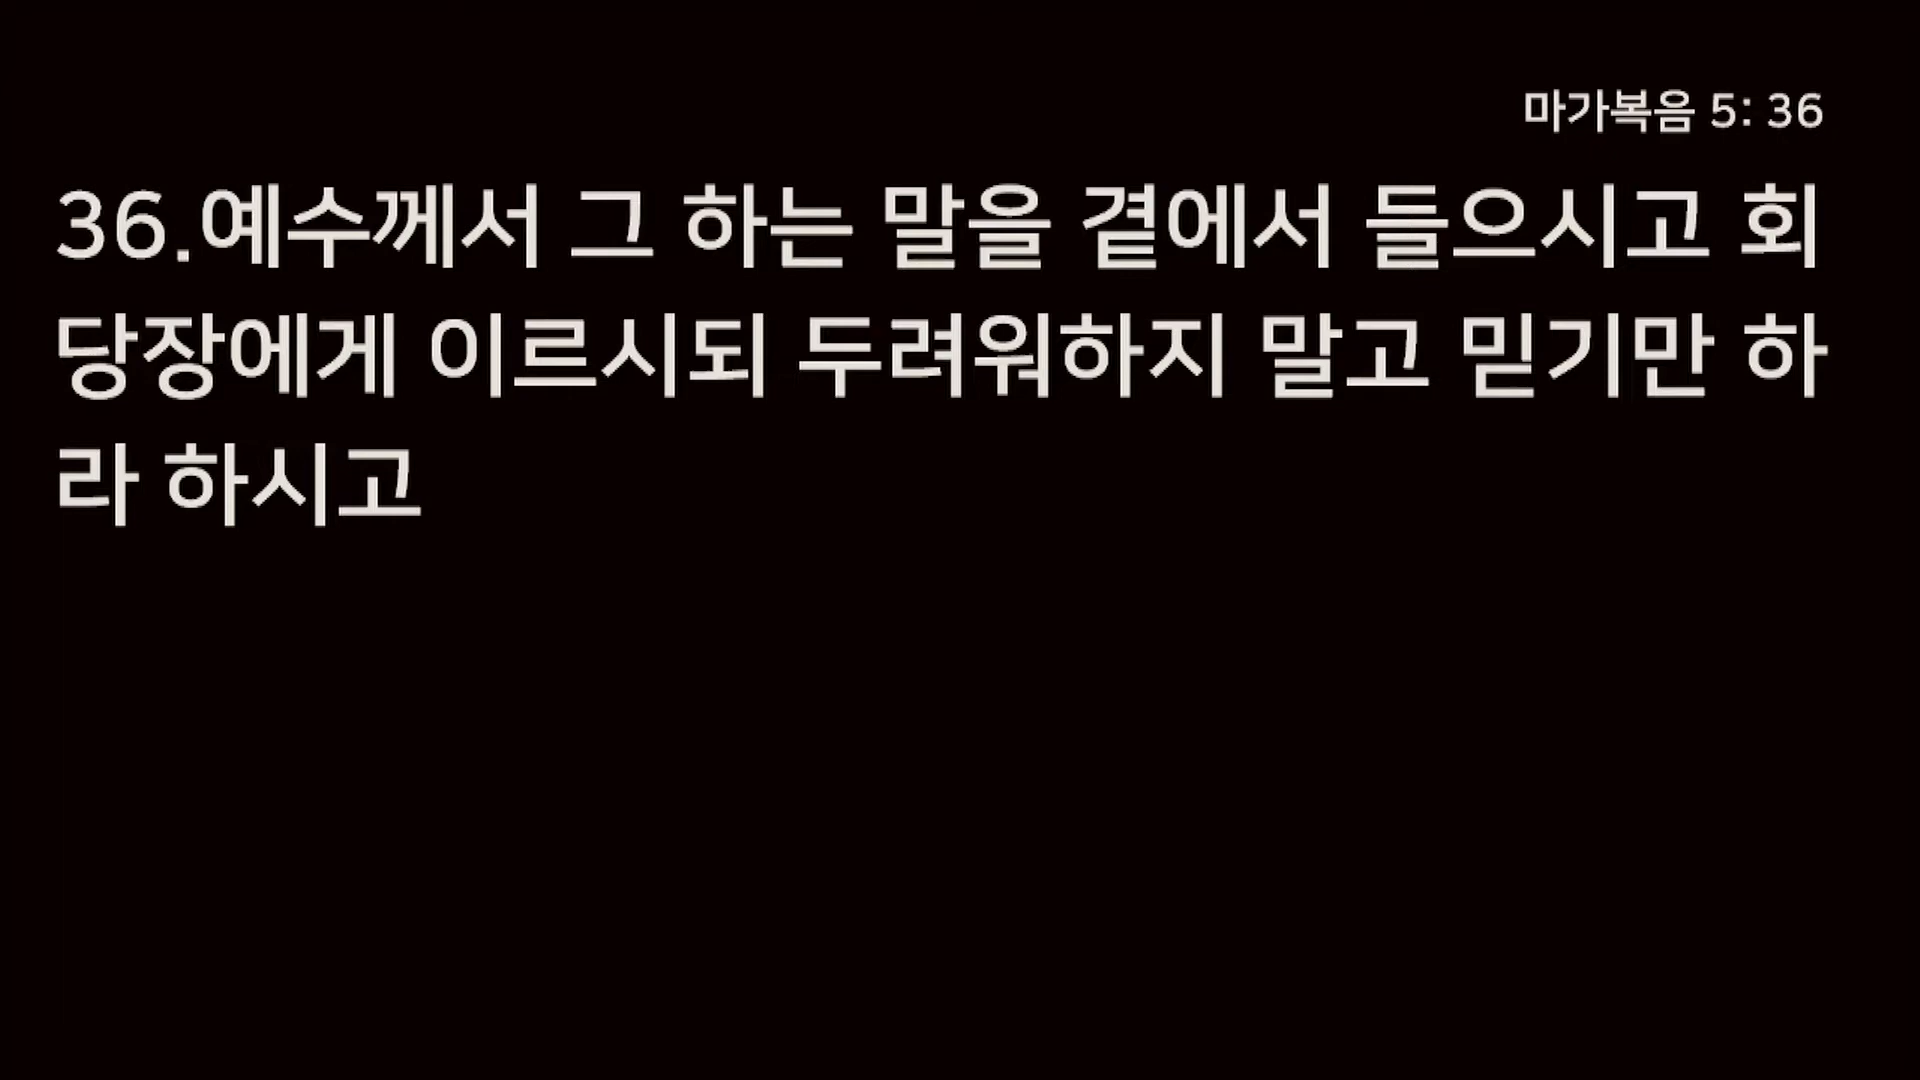 마가복음 5: 36
36.예수께서 그 하는 말을 곁에서 들으시고 회
당장에게 이르시되 두려워하지 말고 믿기만 하
라 하시고